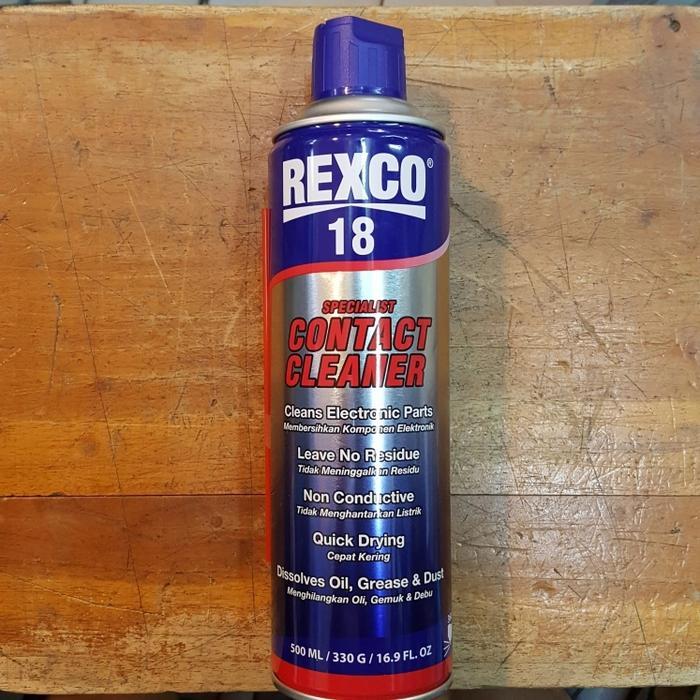 REXCO®
18
SPECIALIST
CONTACT
CLEANER
Cleans Electronic Parts
Membersihkan Komponen Elektronik
Leave No Residue
Tidak Meninggalkan Residu
Non Conductive
Tidak Menghantarkan Listrik
Quick Drying
Cepat Kering
Dissolves Oil, Grease & Dust
Menghilangkan Oli, Gemuk & Debu
500 ML / 330 G / 16.9 FL. OZ